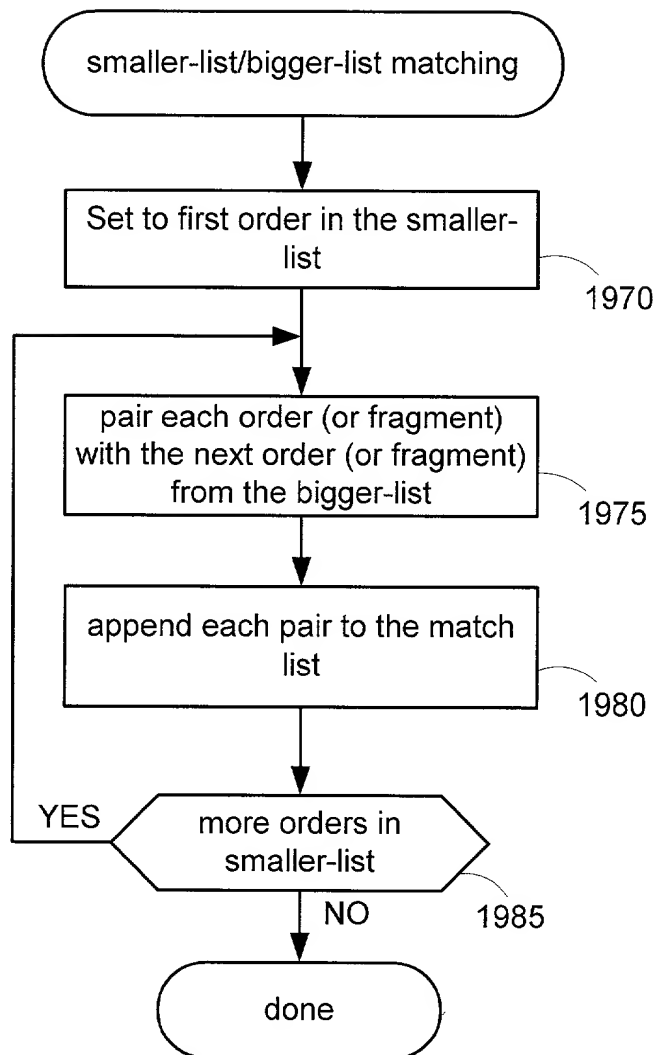 smaller-list/bigger-list matching
Set to first order in the smaller-
list
1970
pair each order (or fragment)
with the next order (or fragment)
from the bigger-list
1975
append each pair to the match
list
1980
YES
more orders in
smaller-list
1985
NO
done